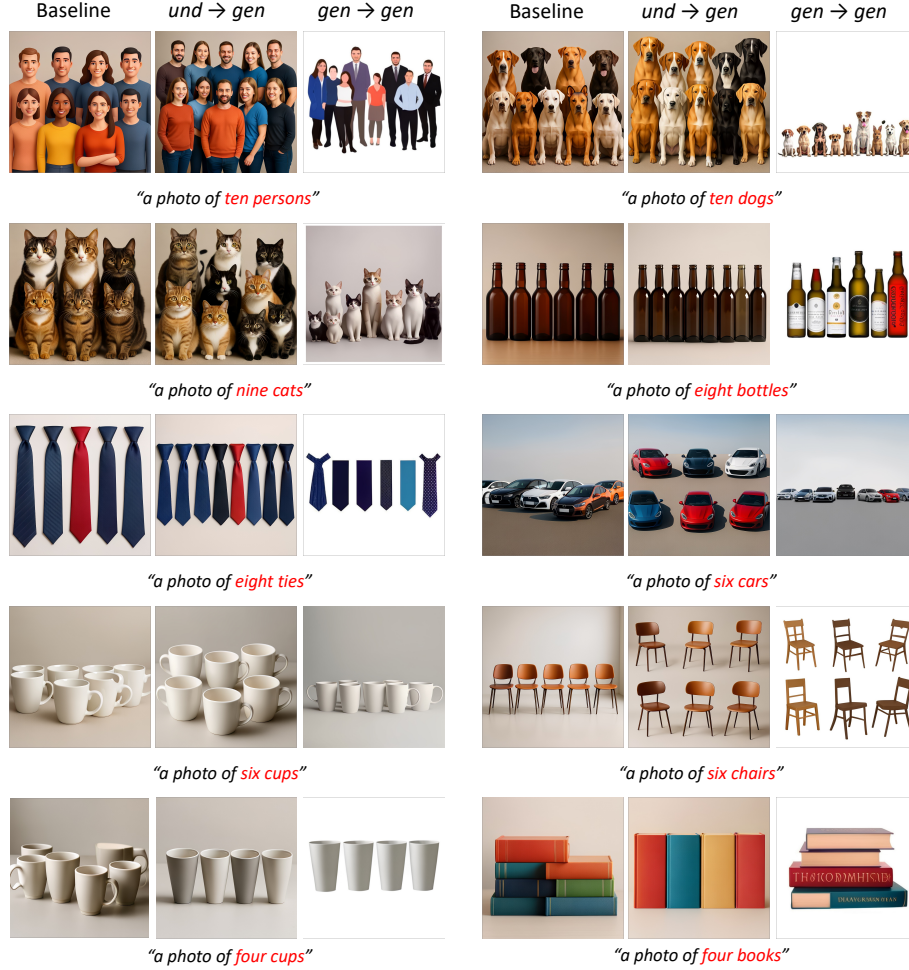 Baseline und → gen gen → gen Baseline und → gen gen → gen
“a photo of ten persons” “a photo of ten dogs”
“a photo of nine cats” “a photo of eight bottles”
“a photo of eight ties” “a photo of six cars”
“a photo of six cups” “a photo of six chairs”
“a photo of four cups” “a photo of four books”